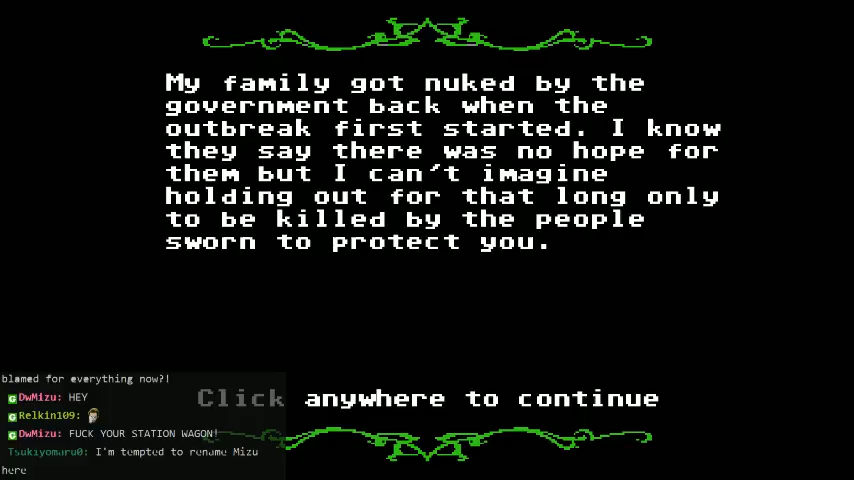 My family got nuked by the
government back when the
outbreak first started. I know
they say there was no hope for
them but I can't imagine
holding out for that long only
to be killed by the people
sworn to protect you.
blamed for everything now?!
DwMizu: HEY
Click anywhere to continue
Relkin109:
DwMizu: FUCK YOUR STATION WAGON!
Tsukiyomaru0: I'm tempted to rename Mizu
here